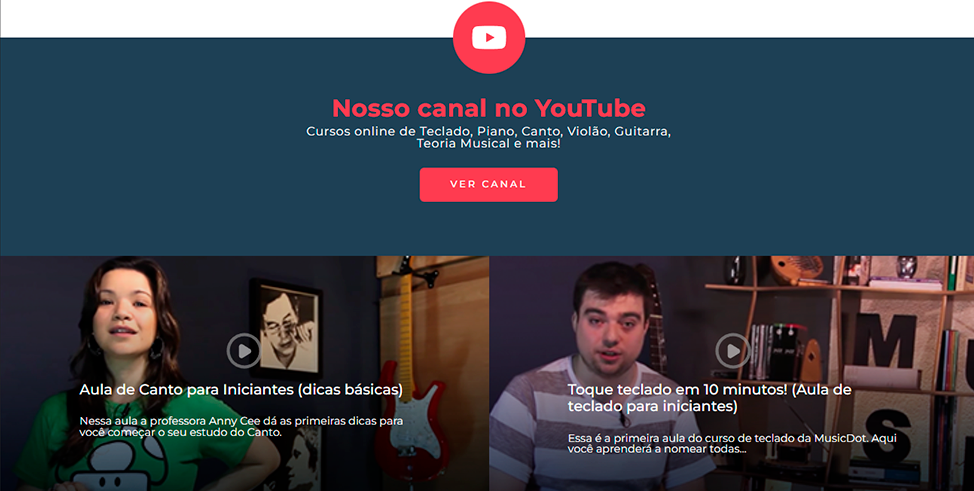 Nosso canal no YouTube
Cursos online de Teclado, Piano, Canto, Violão, Guitarra,
Teoria Musical e mais!
VER CANAL
Aula de Canto para Iniciantes (dicas básicas)
Nessa aula a professora Anny Cee dá as primeiras dicas para
você começar o seu estudo do Canto.
Toque teclado em 10 minutos! (Aula de
teclado para iniciantes)
Essa é a primeira aula do curso de teclado da MusicDot. Aqui
você aprenderá a nomear todas...
M
S